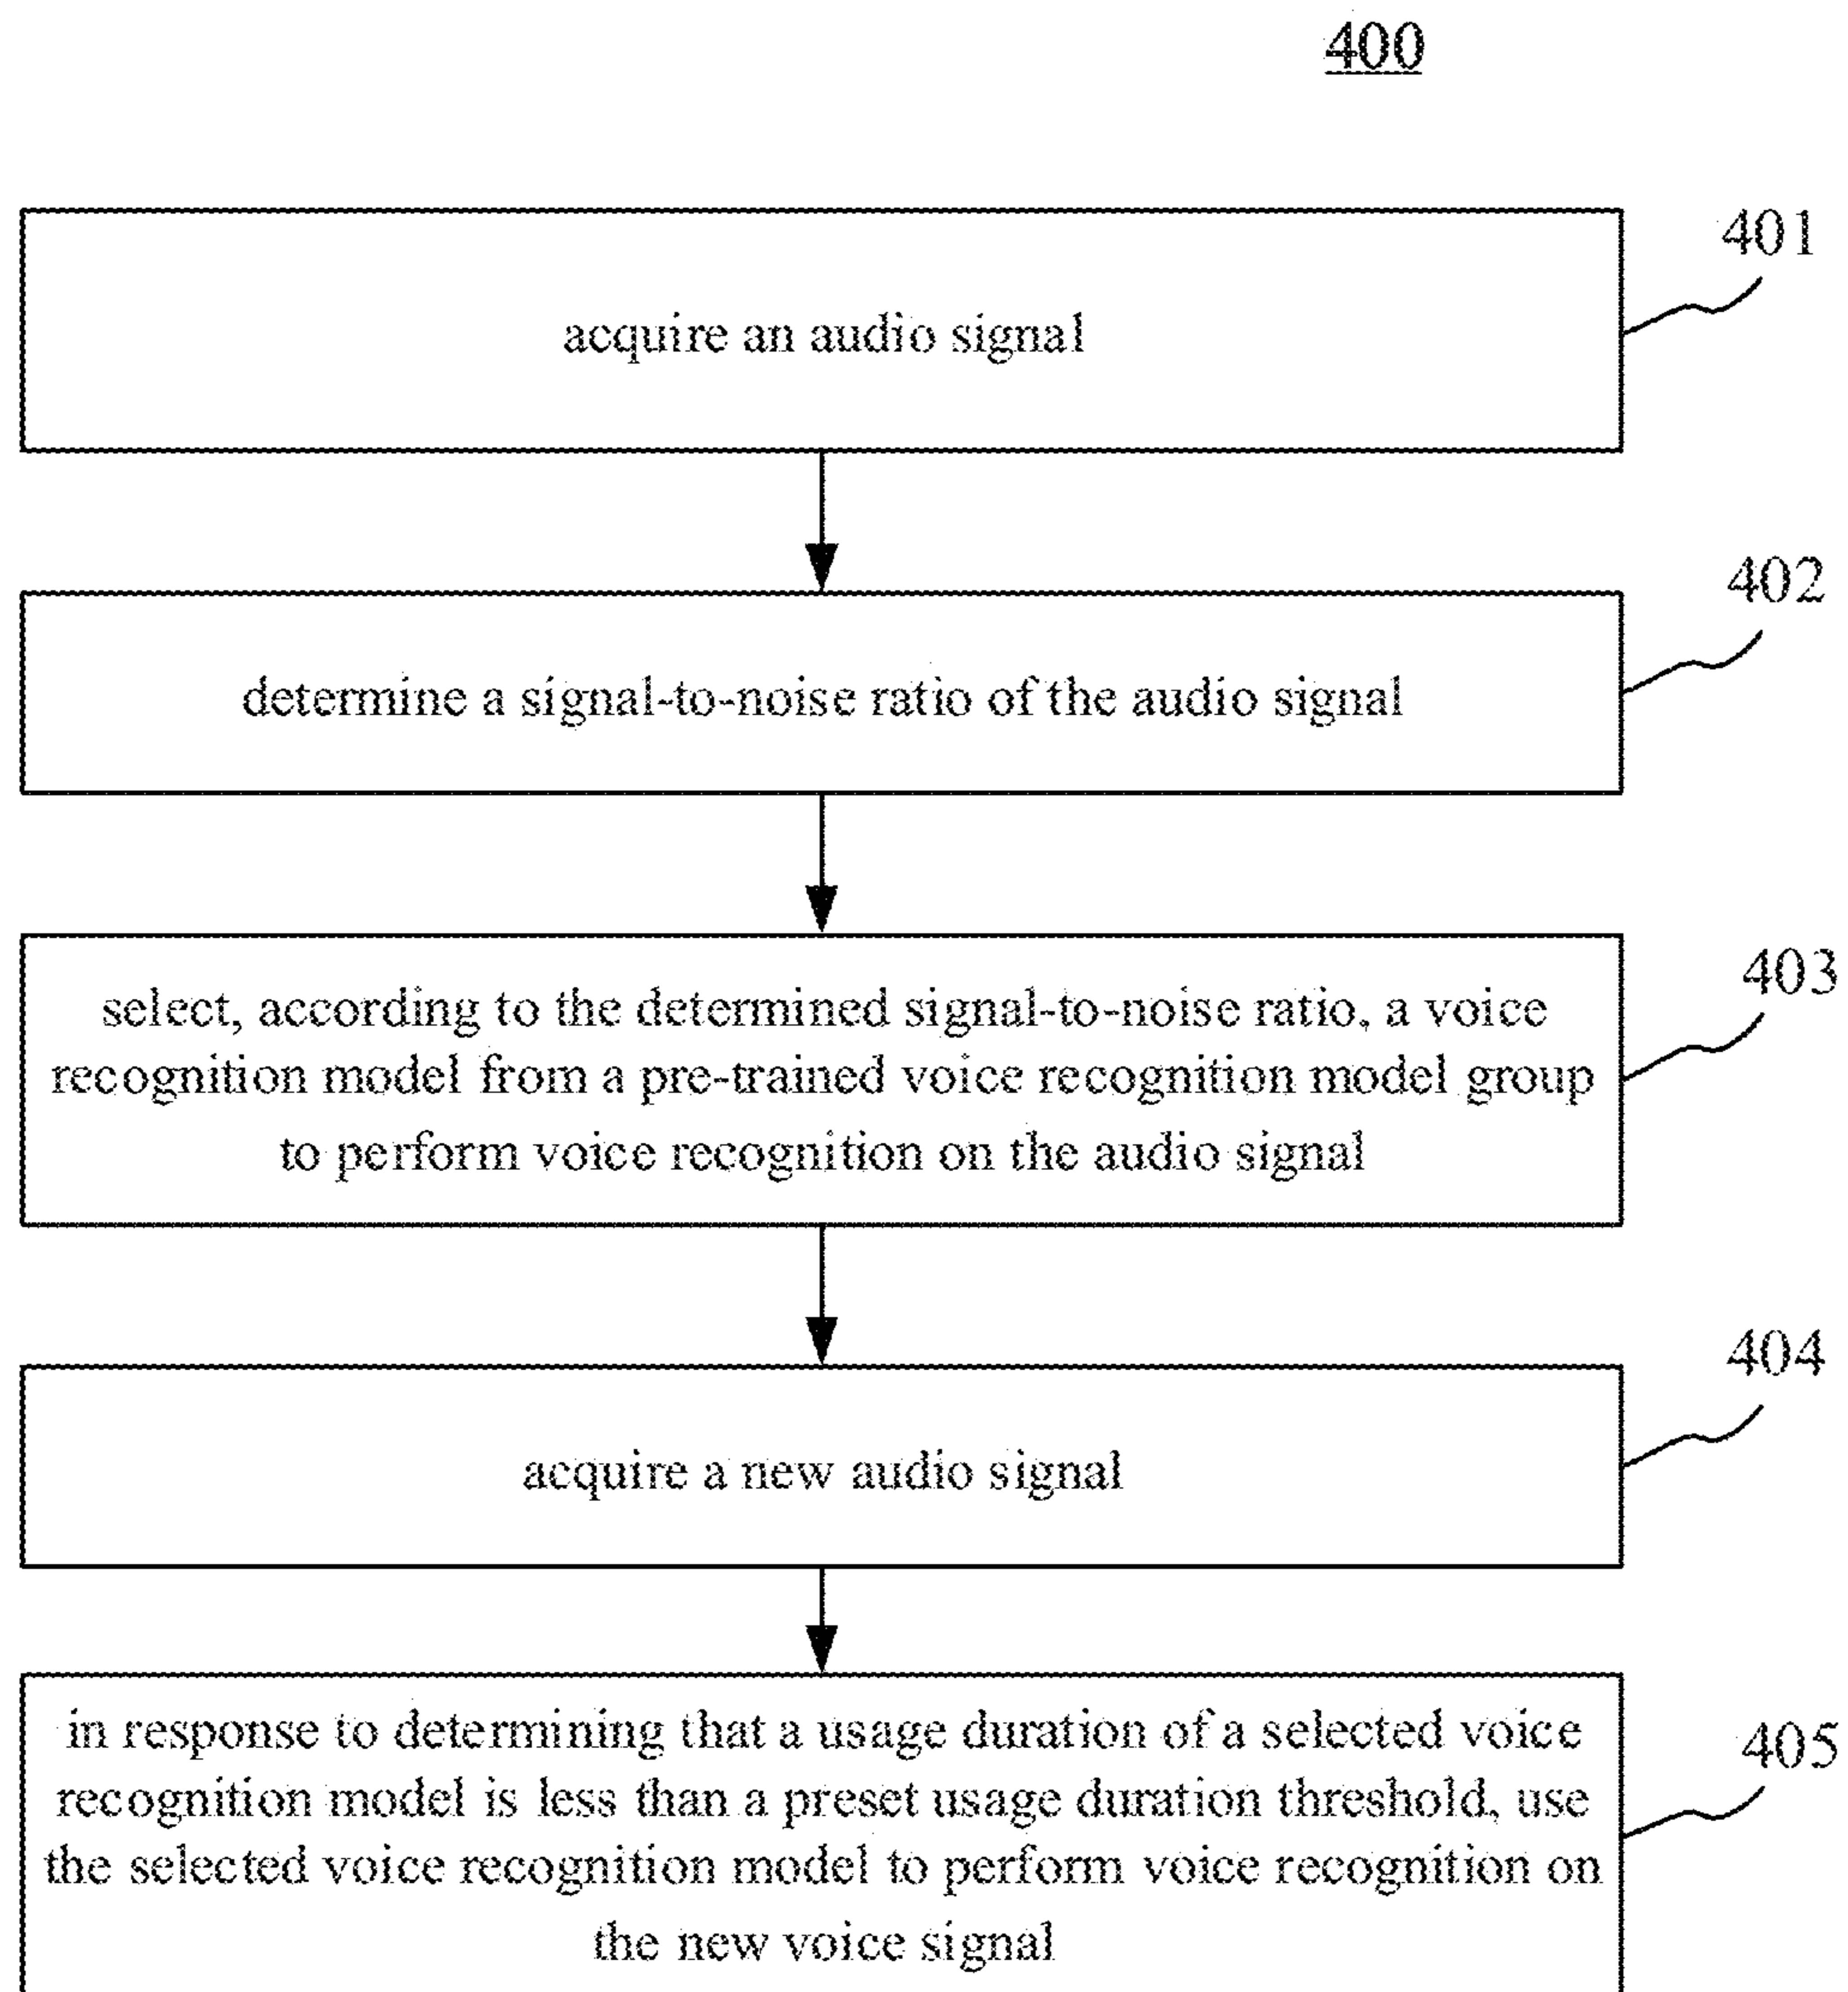 400
401
acquire an audio signal
402
determine a signal-to-noise ratio of the audio signal
403
select, according to the determined signal-to-noise ratio, a voice
recognition model from a pre-trained voice recognition model group
to perform voice recognition on the audio signal
404
acquire a new audio signal
405
in response to determining that a usage duration of a selected voice
recognition model is less than a preset usage duration threshold, use
the selected voice recognition model to perform voice recognition on
the new voice signal